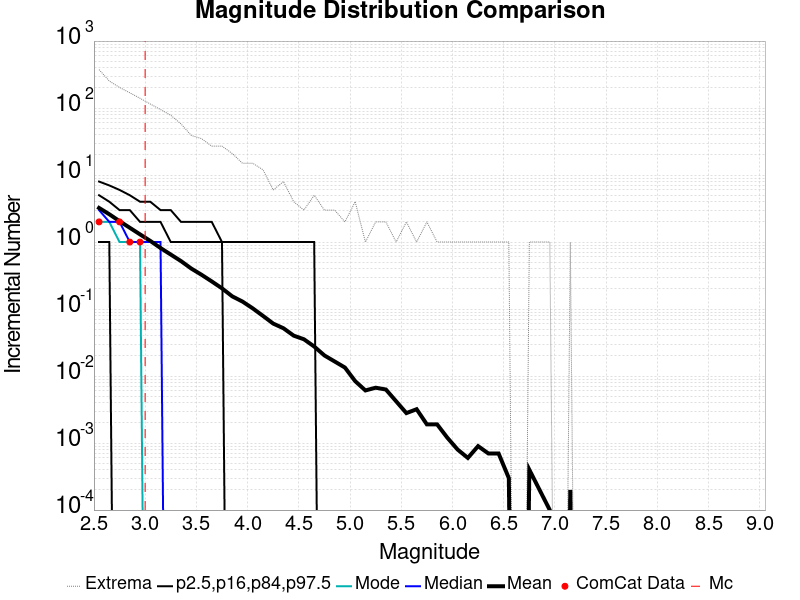 Magnitude Distribution Comparison
10^3
10^2
10^1
10^0
10^-1
10^-2
10^-3
10^-4
Incremental Number
2.5 3.0 3.5 4.0 4.5 5.0 5.5 6.0 6.5 7.0 7.5 8.0 8.5 9.0
Magnitude
Extrema p2.5,p16,p84,p97.5 Mode Median Mean ComCat Data Mc